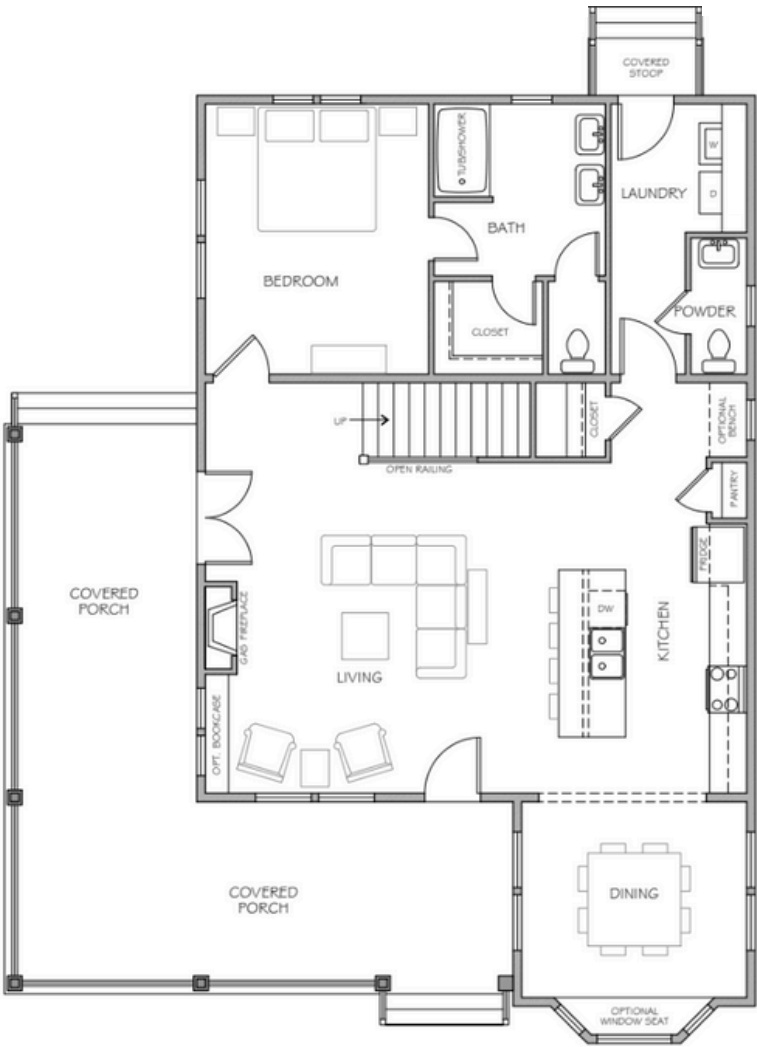 COVERED
STOOP
TUB/SHOWER
W
LAUNDRY
D
BATH
BEDROOM
POWDER
CLOSET
UP
CLOSET
OPTIONAL
BENCH
OPEN RAILING
PANTRY
FRIDGE
COVERED
PORCH
GAS FIREPLACE
DW
KITCHEN
LIVING
OPT. BOOKCASE
COVERED
PORCH
DINING
OPTIONAL
WINDOW SEAT